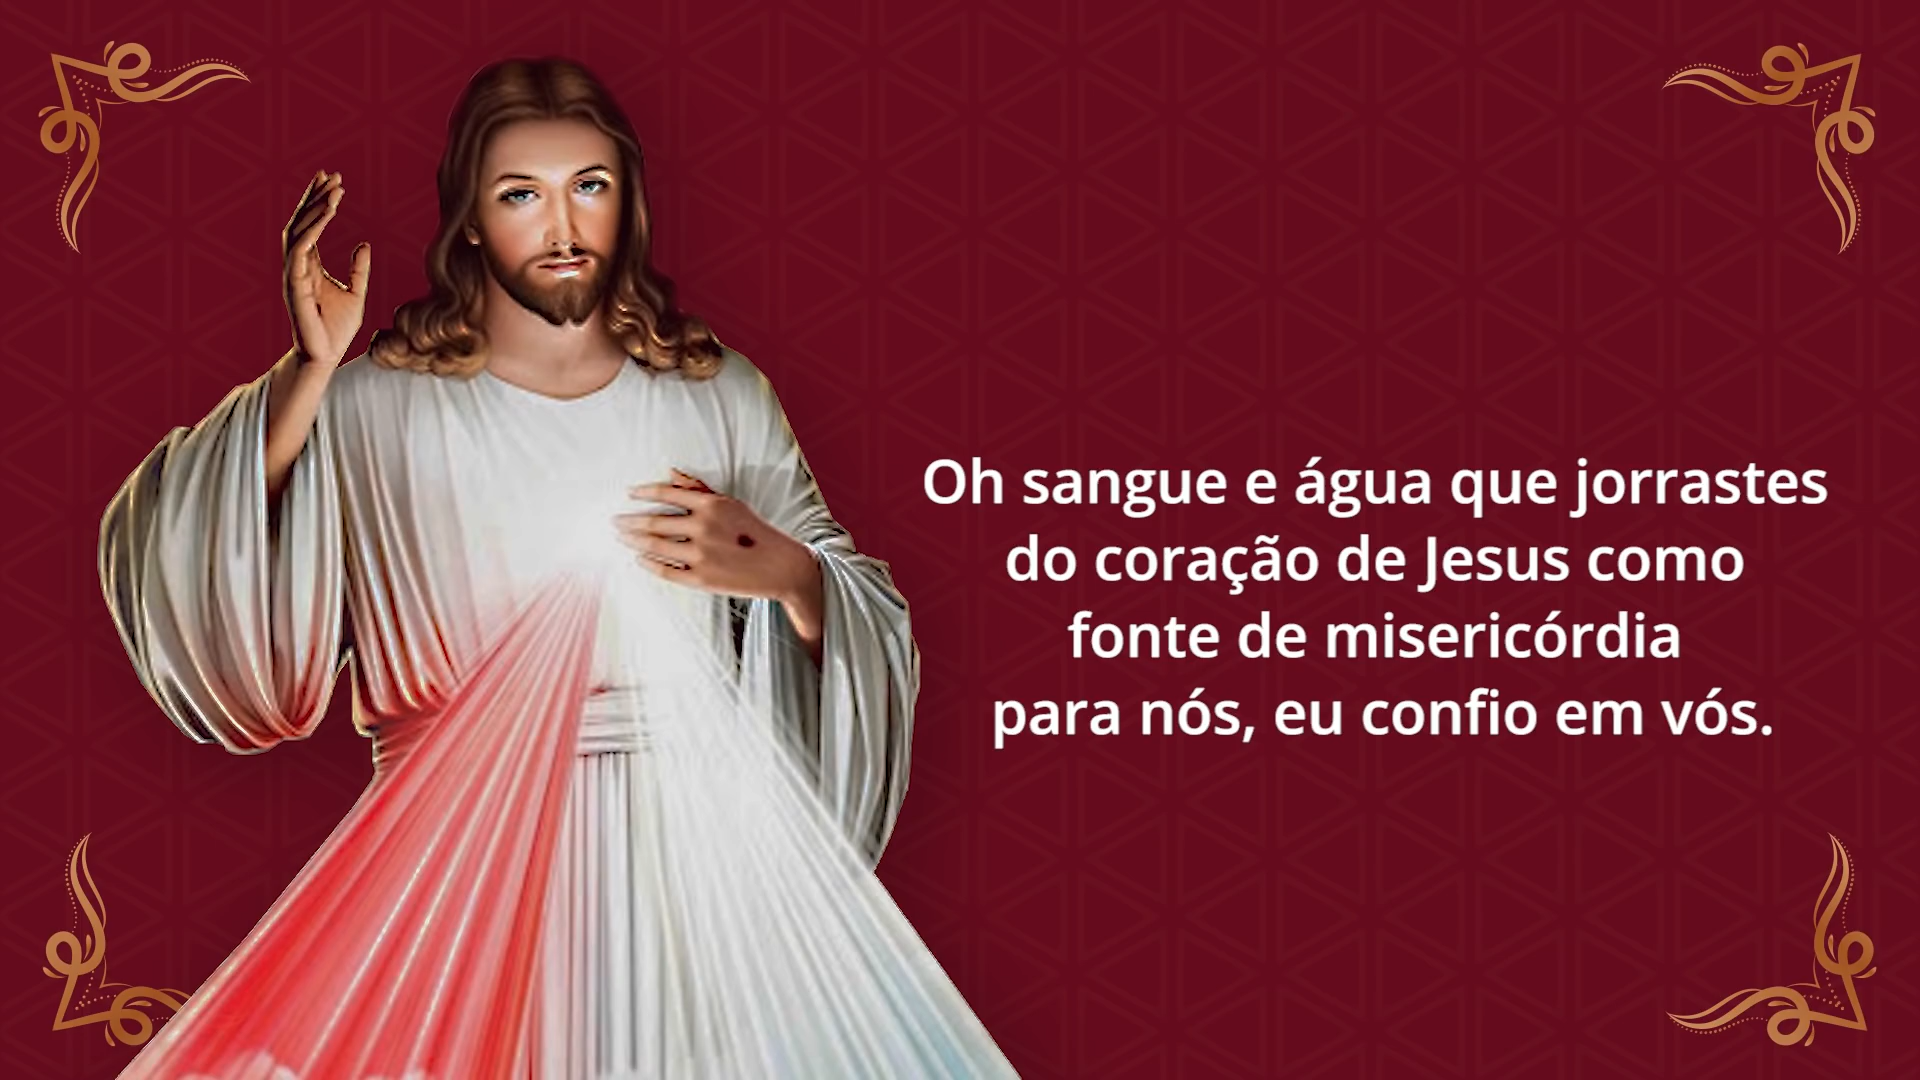 Oh sangue e água que jorrastes
do coração de Jesus como
fonte de misericórdia
para nós, eu confio em vós.